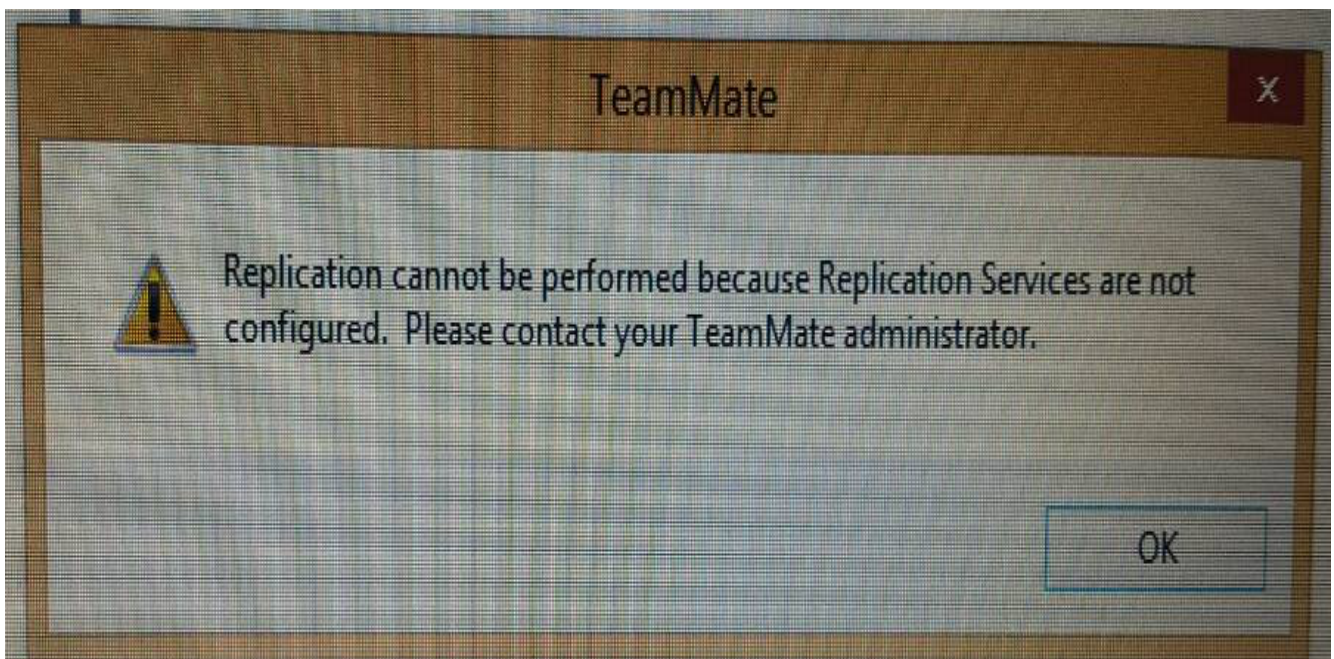 TeamMate
X
Replication cannot be performed because Replication Services are not
configured.  Please contact your TeamMate administrator.
OK